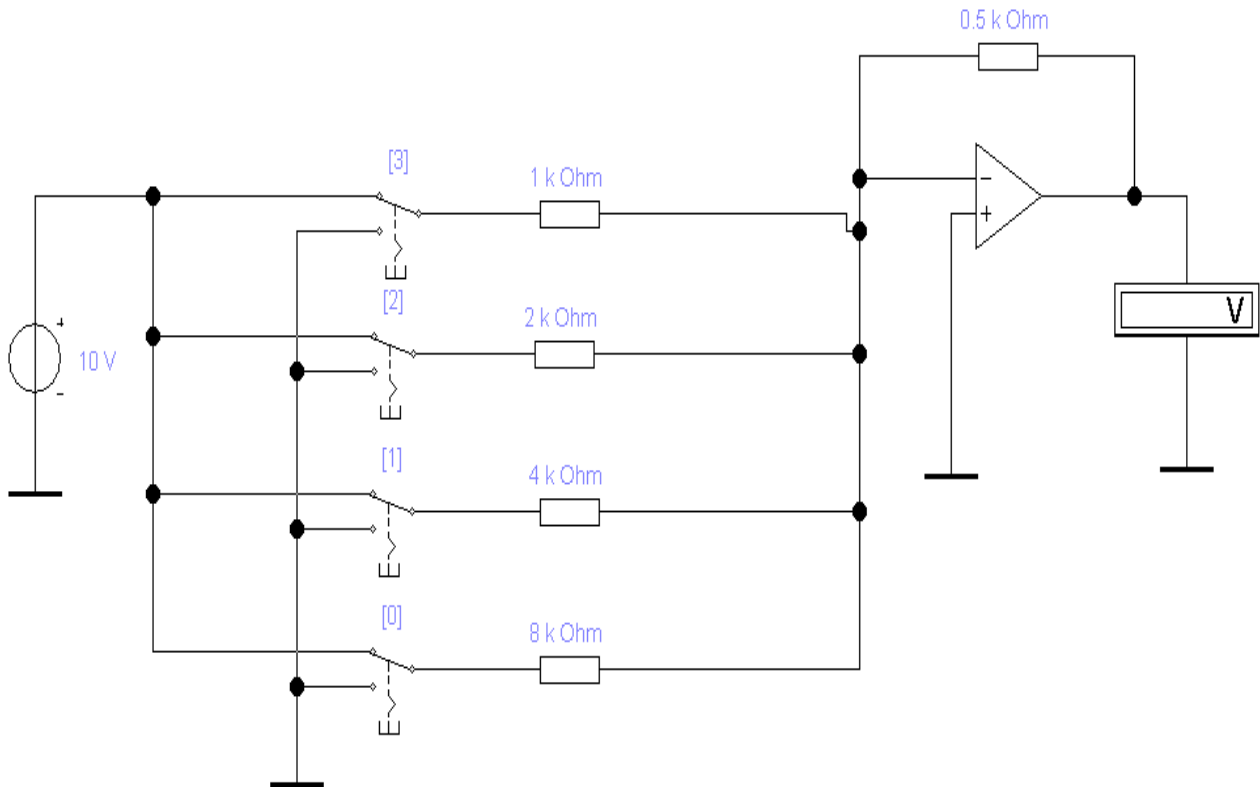 0.5 k Ohm
[3]
1 k Ohm
[2]
2 k Ohm
+
10 V
-
[1]
4 k Ohm
[0]
8 k Ohm
−
+
V